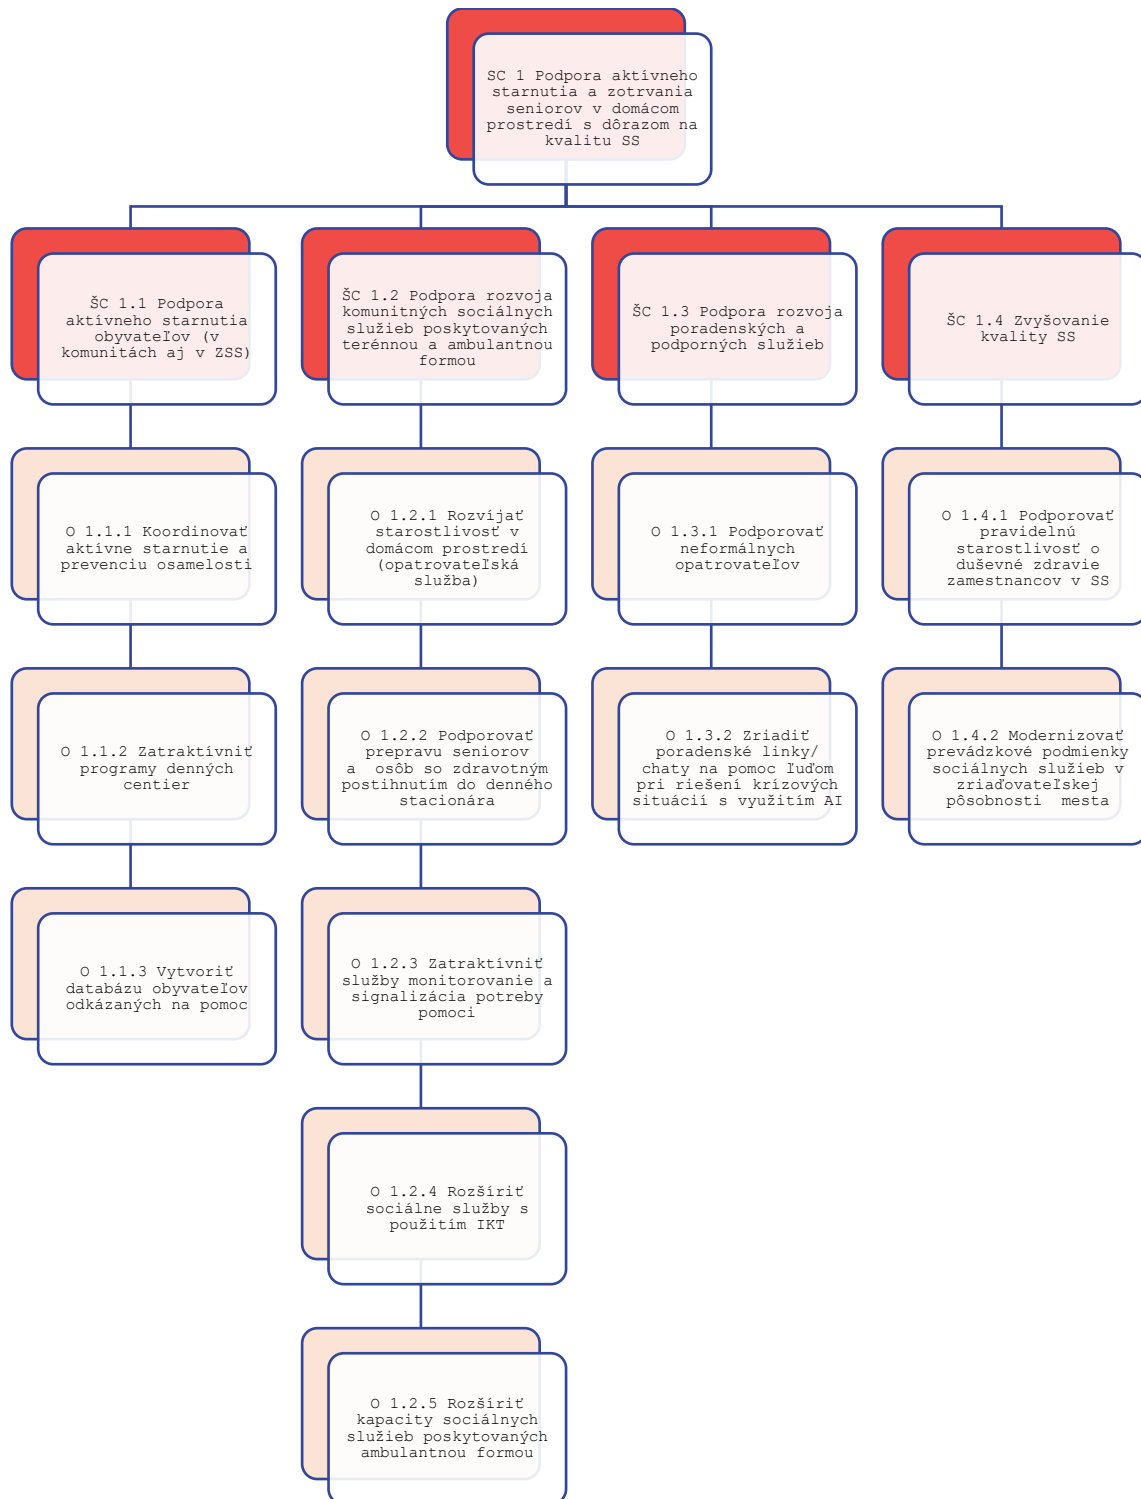 SC 1 Podpora aktívneho
starnutia a zotrvania
seniorov v domácom
prostredí s dôrazom na
kvalitu SS
ŠC 1.1 Podpora
aktívneho starnutia
obyvateľov (v
komunitách aj v ZSS)
ŠC 1.2 Podpora rozvoja
komunitných sociálnych
služieb poskytovaných
terénnou a ambulantnou
formou
ŠC 1.3 Podpora rozvoja
poradenských a
podporných služieb
ŠC 1.4 Zvyšovanie
kvality SS
O 1.1.1 Koordinovať
aktívne starnutie a
prevenciu osamelosti
O 1.2.1 Rozvíjať
starostlivosť v
domácom prostredí
(opatrovateľská
služba)
O 1.3.1 Podporovať
neformálnych
opatrovateľov
O 1.4.1 Podporovať
pravidelnú
starostlivosť o
duševné zdravie
zamestnancov v SS
O 1.1.2 Zatraktívniť
programy denných
centier
O 1.2.2 Podporovať
prepravu seniorov
a  osôb so zdravotným
postihnutím do denného
stacionára
O 1.3.2 Zriadiť
poradenské linky/
chaty na pomoc ľuďom
pri riešení krízových
situácií s využitím AI
O 1.4.2 Modernizovať
prevádzkové podmienky
sociálnych služieb v
zriaďovateľskej
pôsobnosti  mesta
O 1.1.3 Vytvoriť
databázu obyvateľov
odkázaných na pomoc
O 1.2.3 Zatraktívniť
služby monitorovanie a
signalizácia potreby
pomoci
O 1.2.4 Rozšíriť
sociálne služby s
použitím IKT
O 1.2.5 Rozšíriť
kapacity sociálnych
služieb poskytovaných
ambulantnou formou